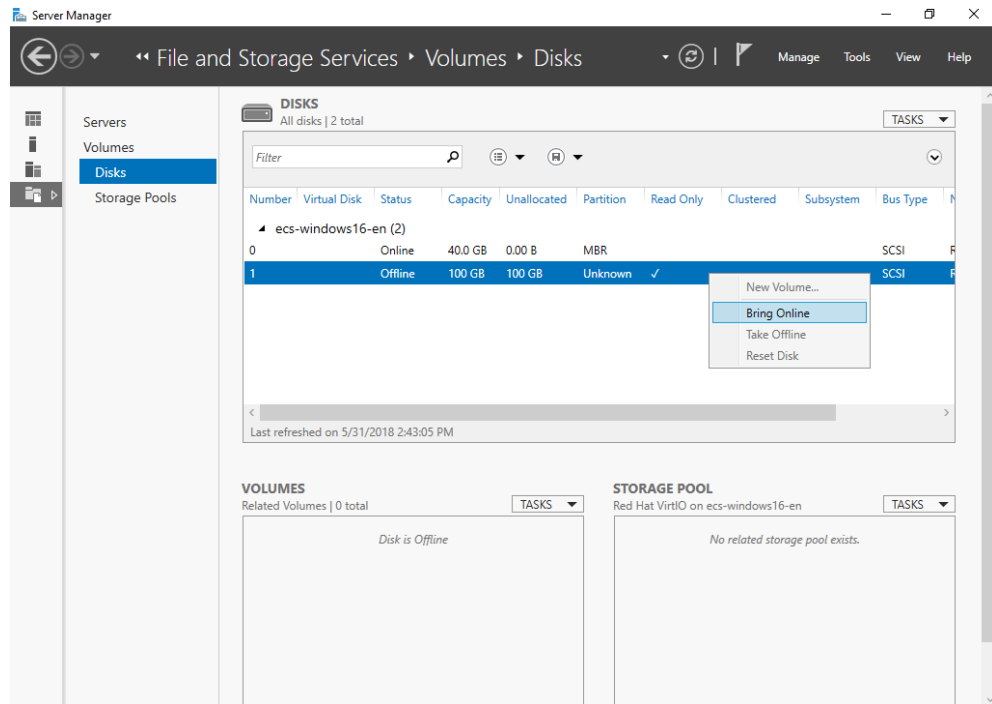 Server Manager
File and Storage Services ‣ Volumes ‣ Disks
Manage Tools View Help
Servers
Volumes
Disks
Storage Pools
DISKS
All disks | 2 total
TASKS
Filter
Number Virtual Disk Status Capacity Unallocated Partition Read Only Clustered Subsystem Bus Type
ecs-windows16-en (2)
0 Online 40.0 GB 0.00 B MBR SCSI
1 Offline 100 GB 100 GB Unknown ✓ SCSI
New Volume...
Bring Online
Take Offline
Reset Disk
Last refreshed on 5/31/2018 2:43:05 PM
VOLUMES
Related Volumes | 0 total
TASKS
Disk is Offline
STORAGE POOL
Red Hat VirtIO on ecs-windows16-en
TASKS
No related storage pool exists.